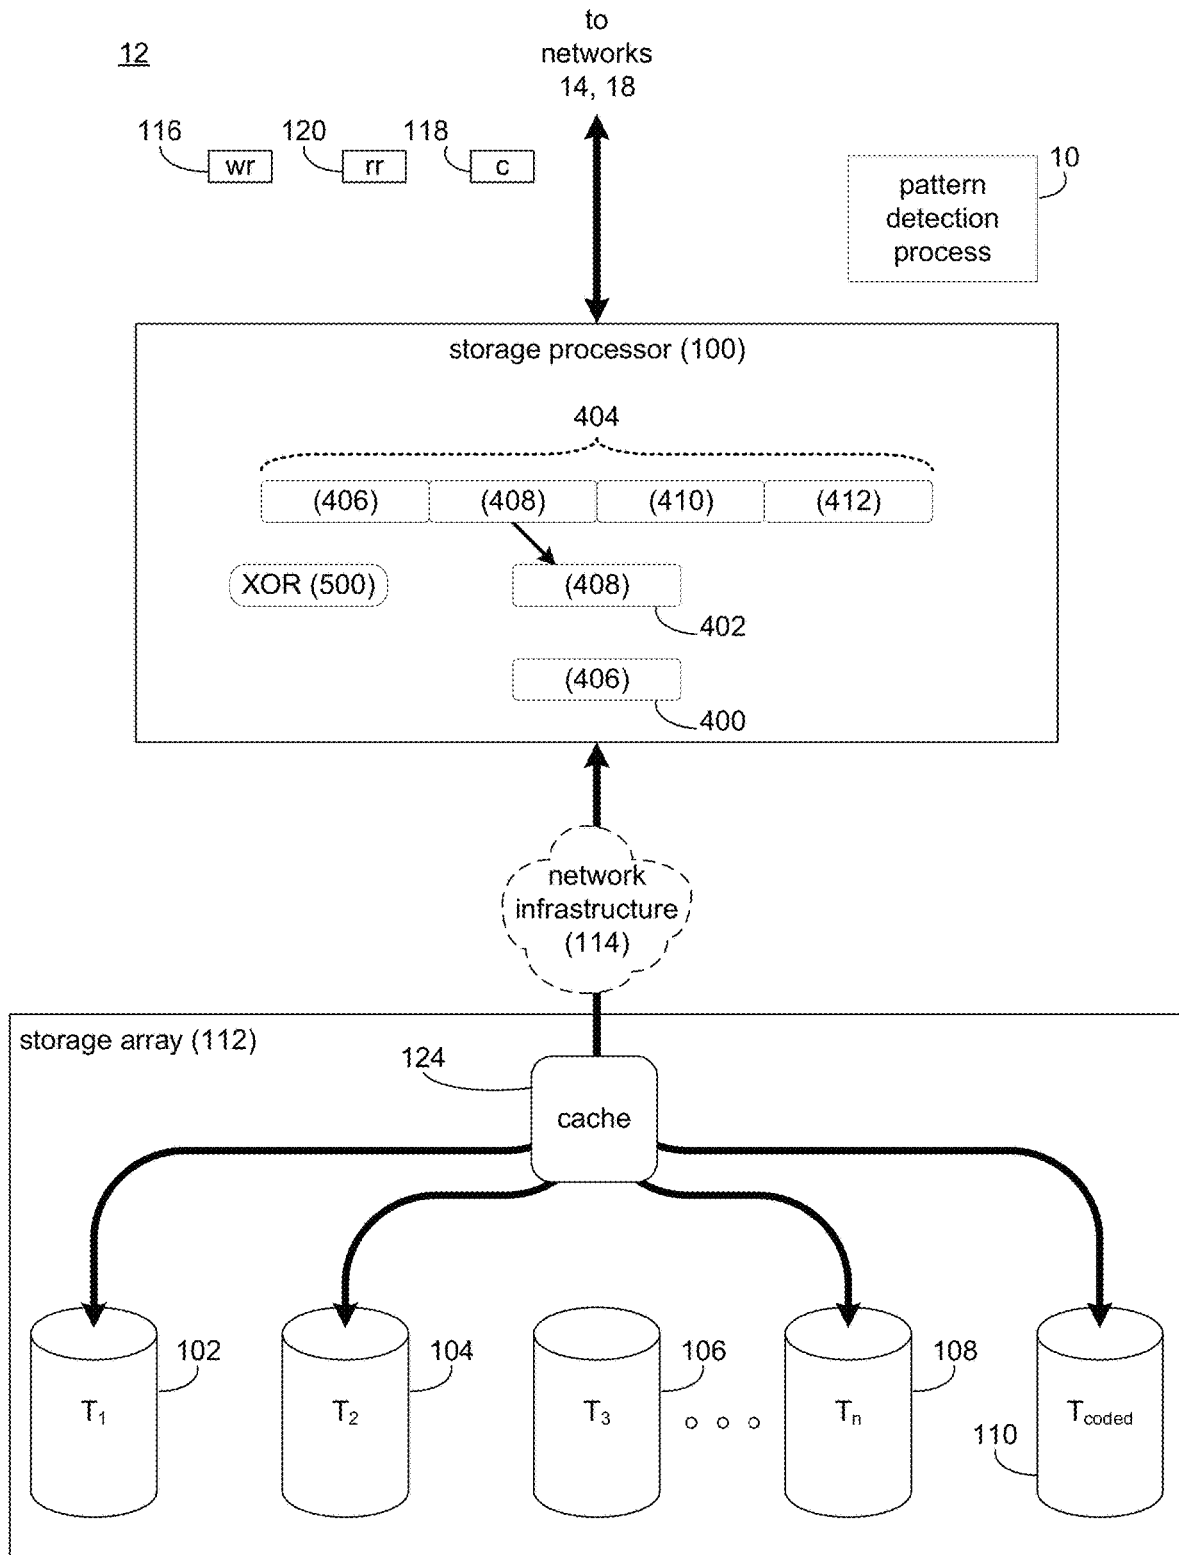 12
to
networks
14, 18
116
120
118
wr
rr
c
10
pattern
detection
process
storage processor (100)
404
(406)
(408)
(410)
(412)
XOR (500)
(408)
402
(406)
400
network
infrastructure
(114)
storage array (112)
124
cache
102
104
106
108
T1
T2
T3
Tn
Tcoded
110